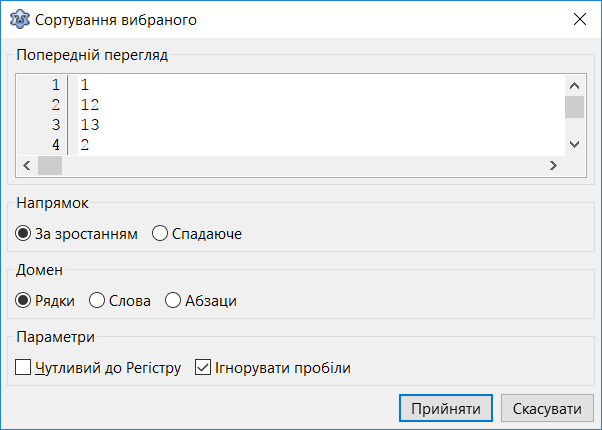 Сортування вибраного
Попередній перегляд
1 1
2 12
3 13
4 2
Напрямок
За зростанням Спадаюче
Домен
Рядки Слова Абзаци
Параметри
Чутливий до Регістру Ігнорувати пробіли
Прийняти Скасувати